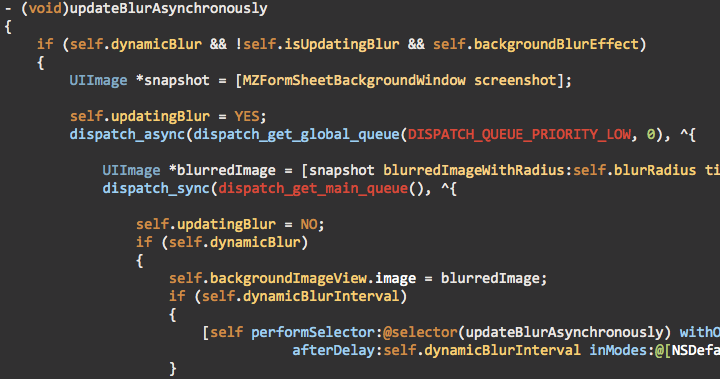 - (void)updateBlurAsynchronously
{
    if (self.dynamicBlur && !self.isUpdatingBlur && self.backgroundBlurEffect)
    {
        UIImage *snapshot = [MZFormSheetBackgroundWindow screenshot];

        self.updatingBlur = YES;
        dispatch_async(dispatch_get_global_queue(DISPATCH_QUEUE_PRIORITY_LOW, 0), ^{

            UIImage *blurredImage = [snapshot blurredImageWithRadius:self.blurRadius ti
            dispatch_sync(dispatch_get_main_queue(), ^{

                self.updatingBlur = NO;
                if (self.dynamicBlur)
                {
                    self.backgroundImageView.image = blurredImage;
                    if (self.dynamicBlurInterval)
                    {
                        [self performSelector:@selector(updateBlurAsynchronously) withO
                                   afterDelay:self.dynamicBlurInterval inModes:@[NSDefa
                    }